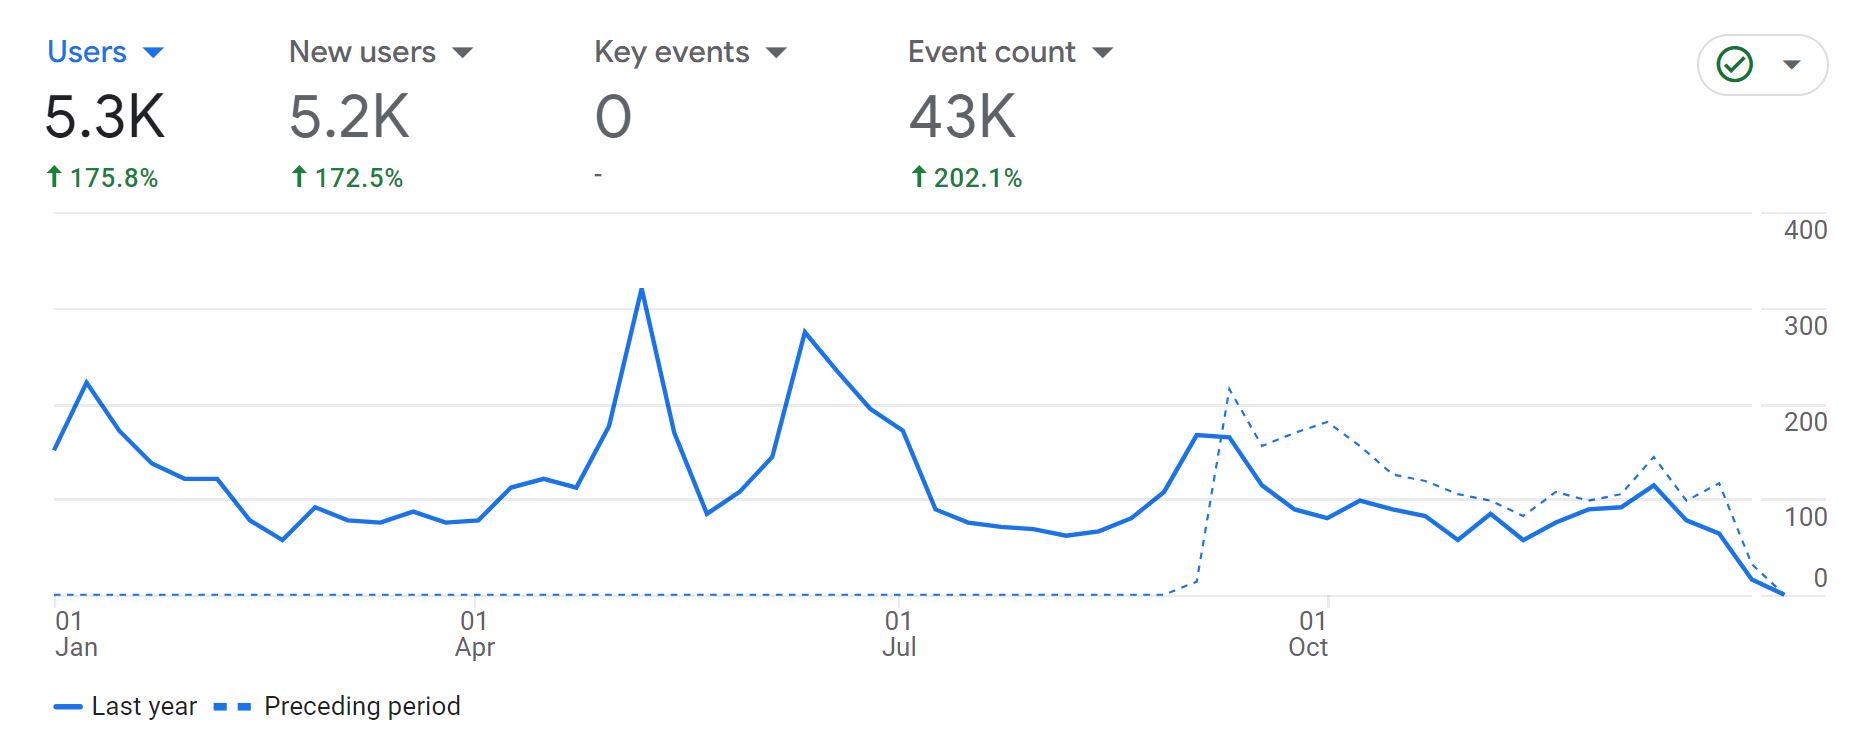 Users New users Key events Event count
5.3K 5.2K 0 43K
175.8% 172.5% - 202.1%
400
300
200
100
0
01 01 01 01
Jan Apr Jul Oct
Last year Preceding period